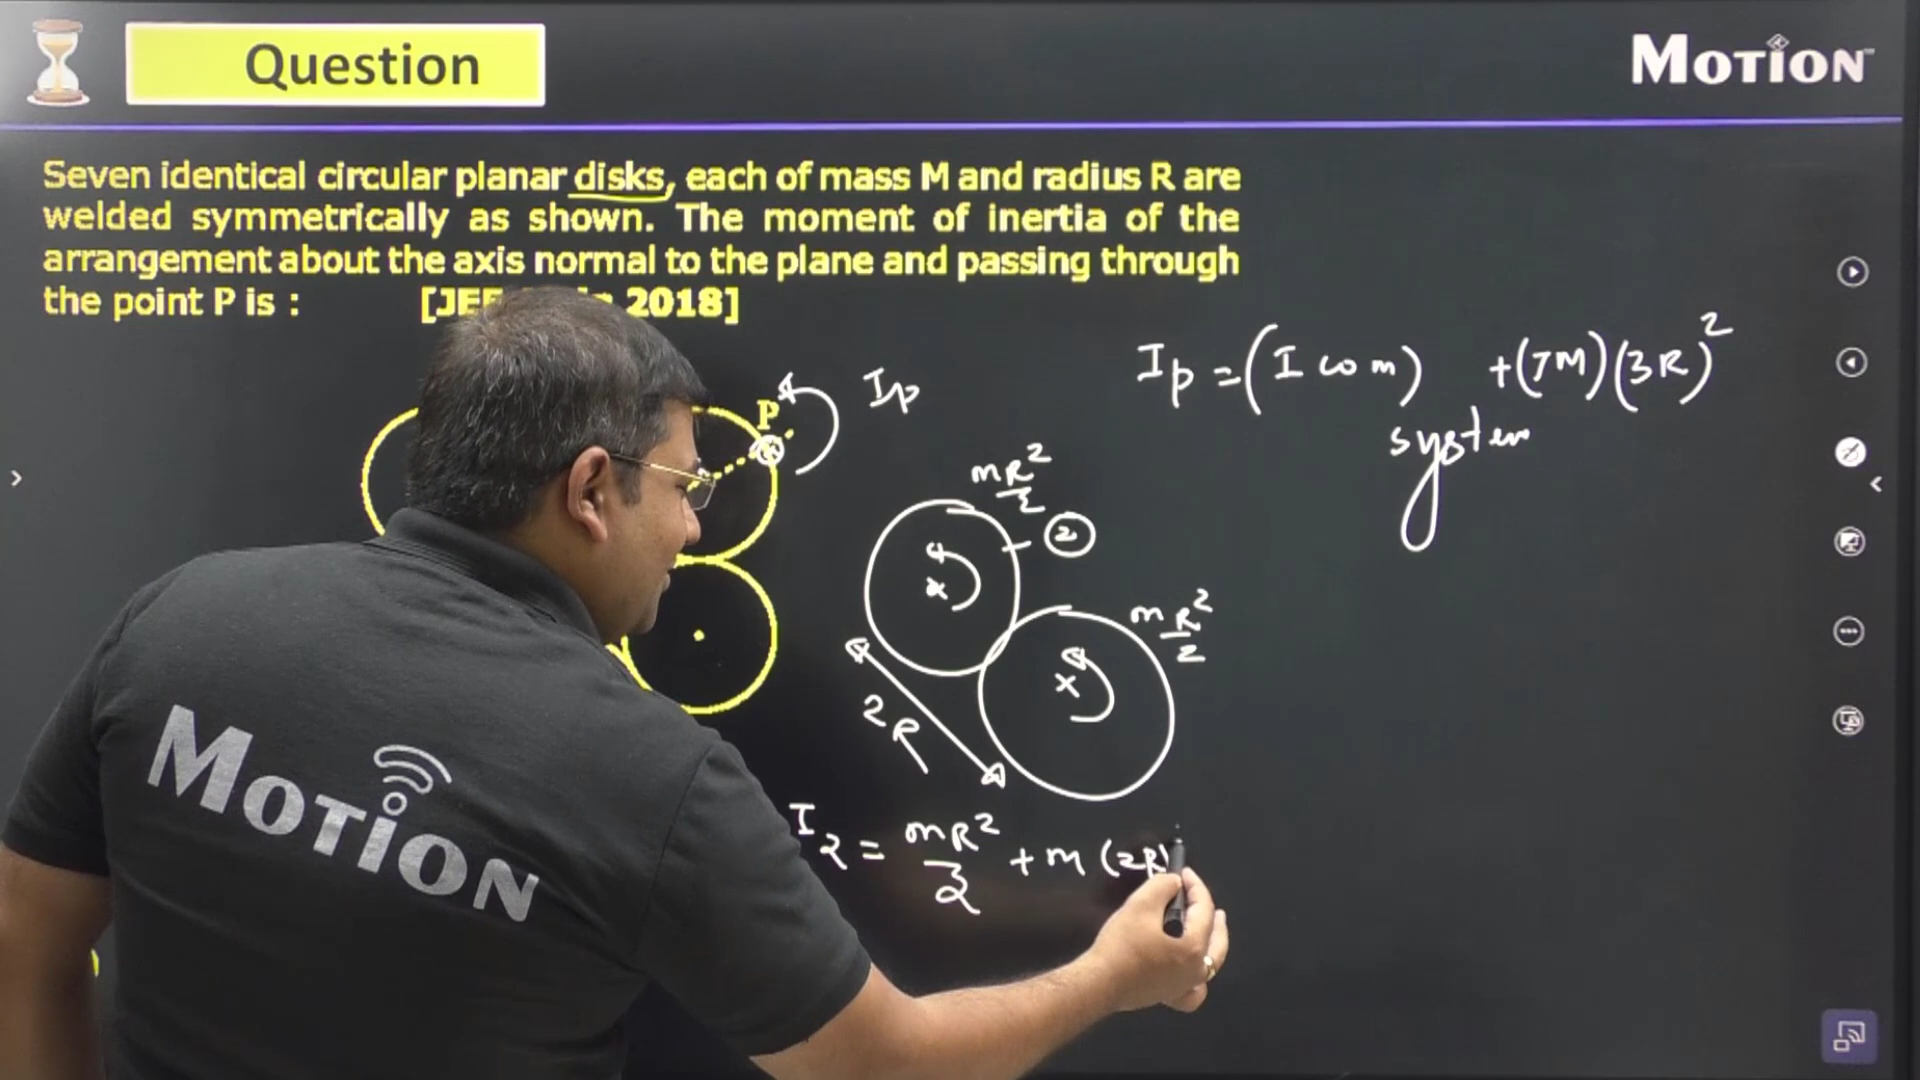 Question
MOTION
Seven identical circular planar disks, each of mass M and radius R are
welded symmetrically as shown. The moment of inertia of the
arrangement about the axis normal to the plane and passing through
the point P is : [JEE 2018]
Ip = (I com) + (7M)(3R)²
system
P
Ip
mR²/2
2
mR²/2
2R
I2 = mR²/2 + m (2R)
MOTION